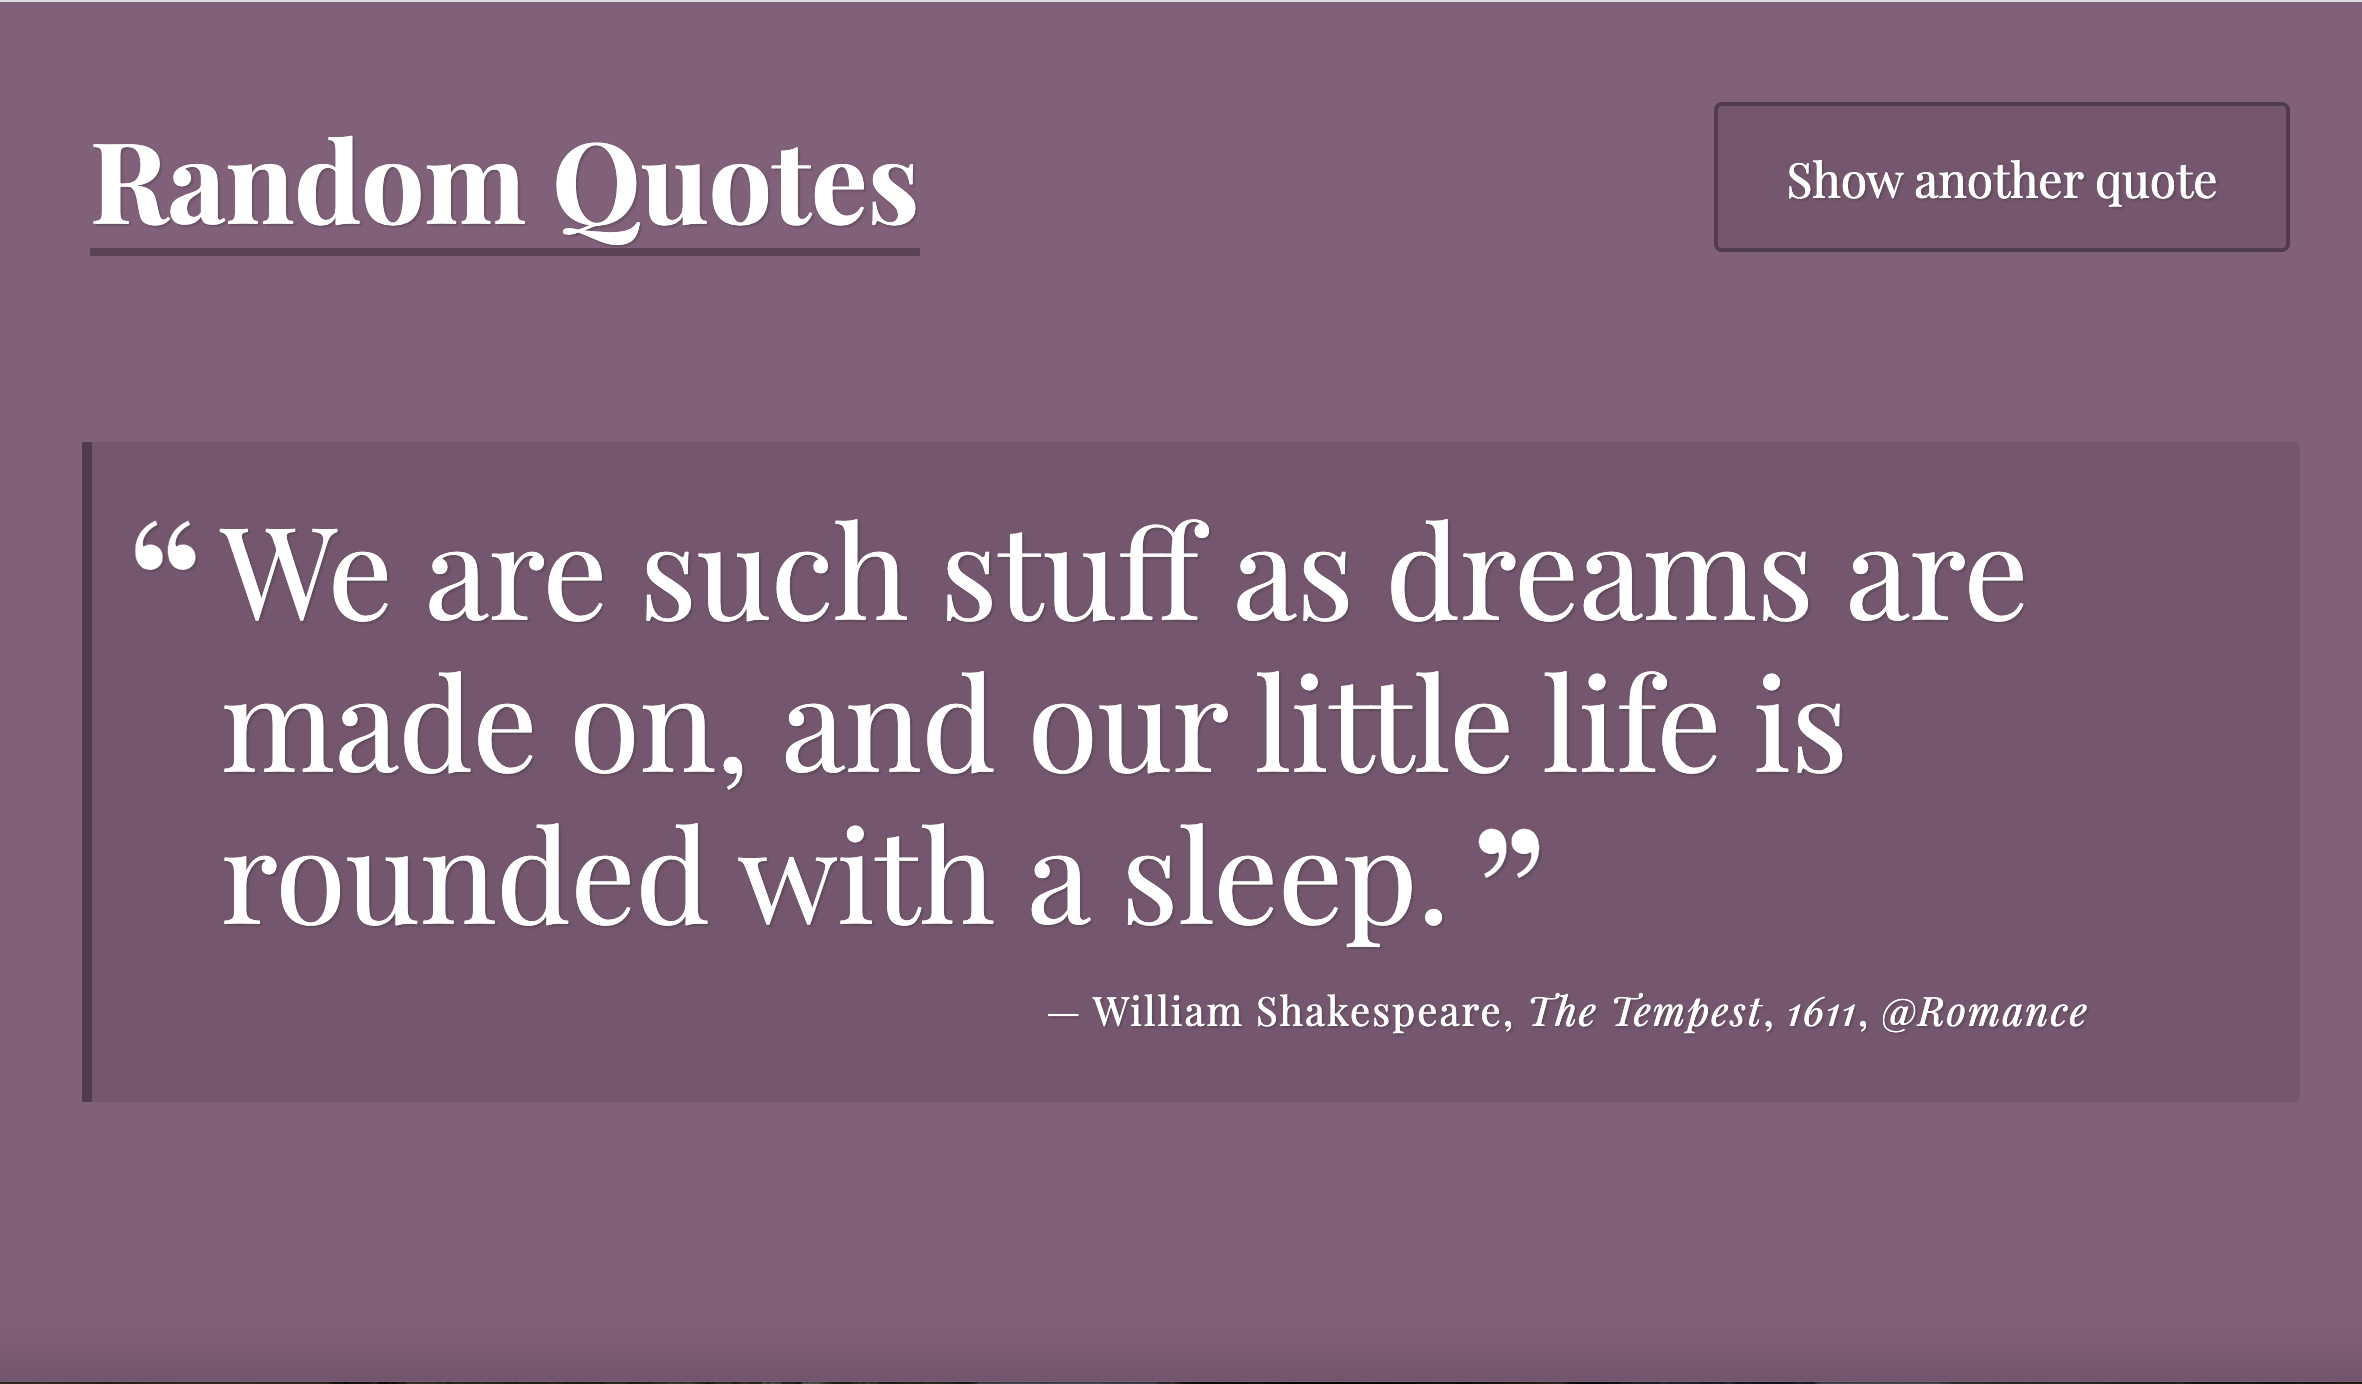 Random Quotes
Show another quote
“We are such stuff as dreams are
made on, and our little life is
rounded with a sleep.”
— William Shakespeare, The Tempest, 1611, @Romance